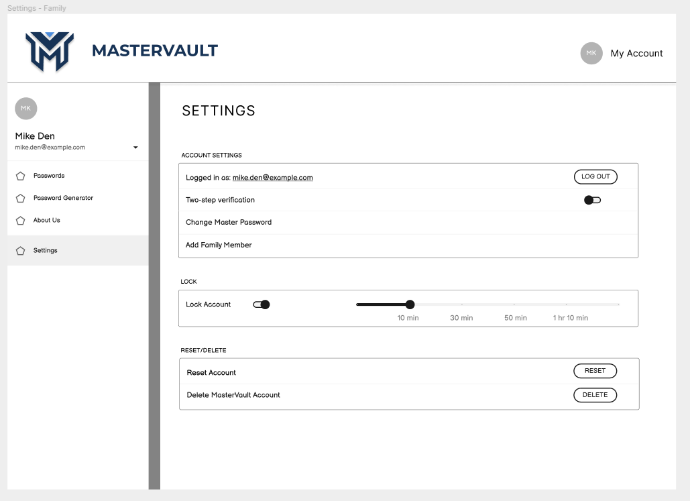 Settings - Family
MASTERVAULT
MK
My Account
MK
Mike Den
mike.den@example.com
Passwords
Password Generator
About Us
Settings
SETTINGS
ACCOUNT SETTINGS
Logged in as: mike.den@example.com
LOG OUT
Two-step verification
Change Master Password
Add Family Member
LOCK
Lock Account
10 min 30 min 50 min 1 hr 10 min
RESET/DELETE
Reset Account
RESET
Delete MasterVault Account
DELETE